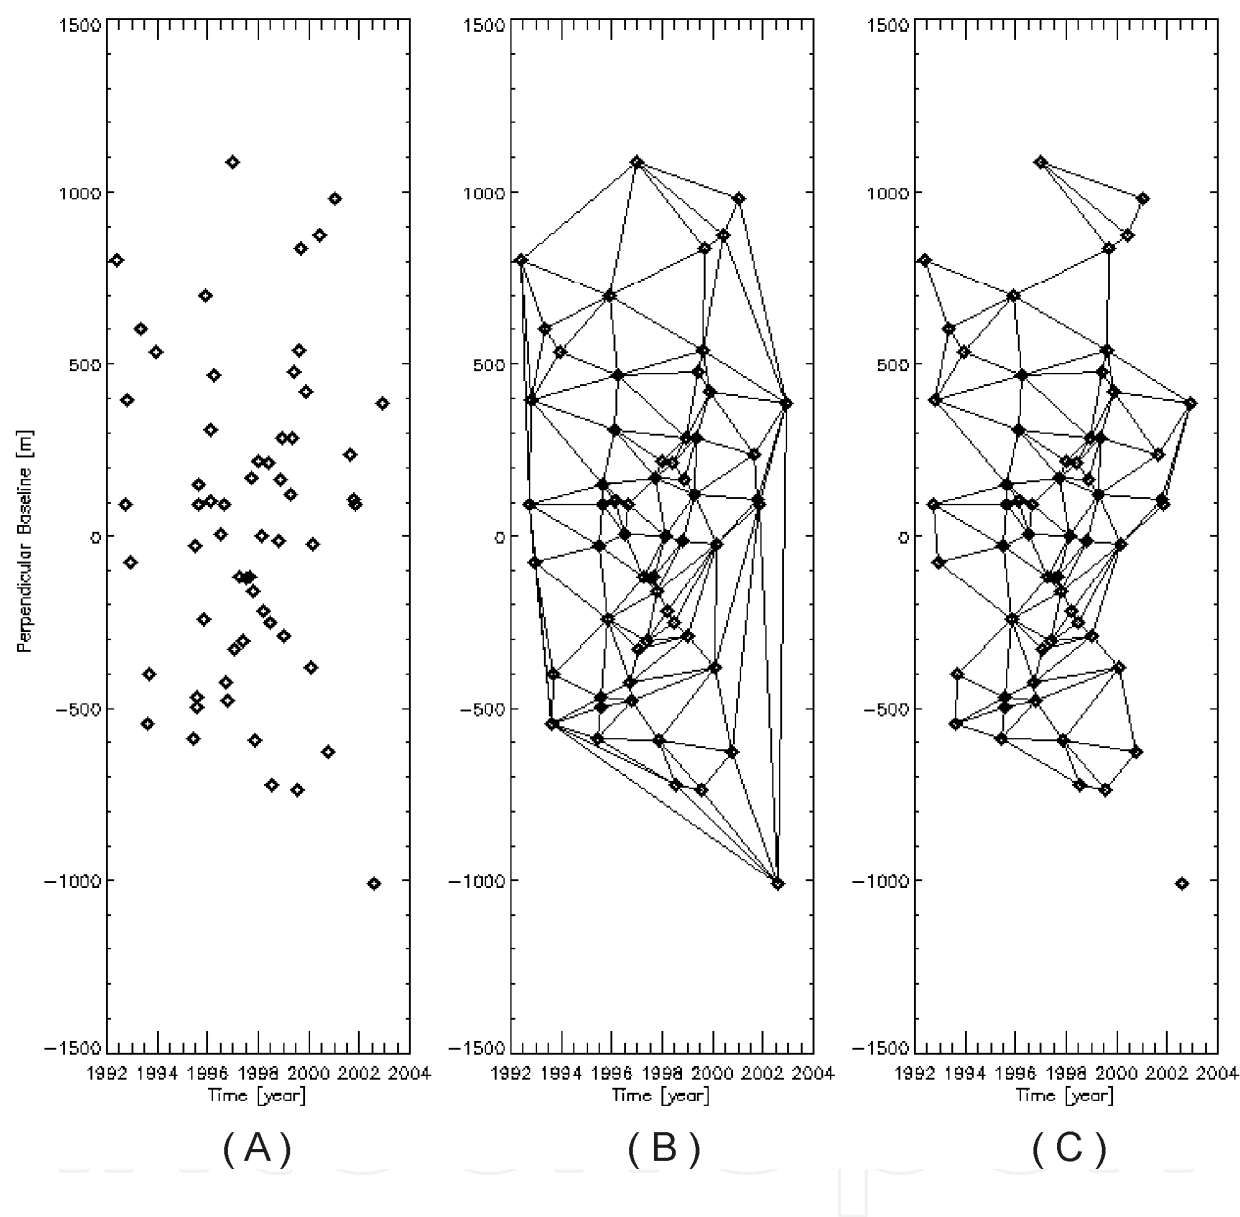 1500 1500 1500
1000 1000 1000
500 500 500
0 0 0
−500 −500 −500
−1000 −1000 −1000
−1500 −1500 −1500
Perpendicular Baseline [m]
1992 1994 1996 1998 2000 2002 2004 1992 1994 1996 1998 2000 2002 2004 1992 1994 1996 1998 2000 2002 2004
Time [year] Time [year] Time [year]
( A ) ( B ) ( C )